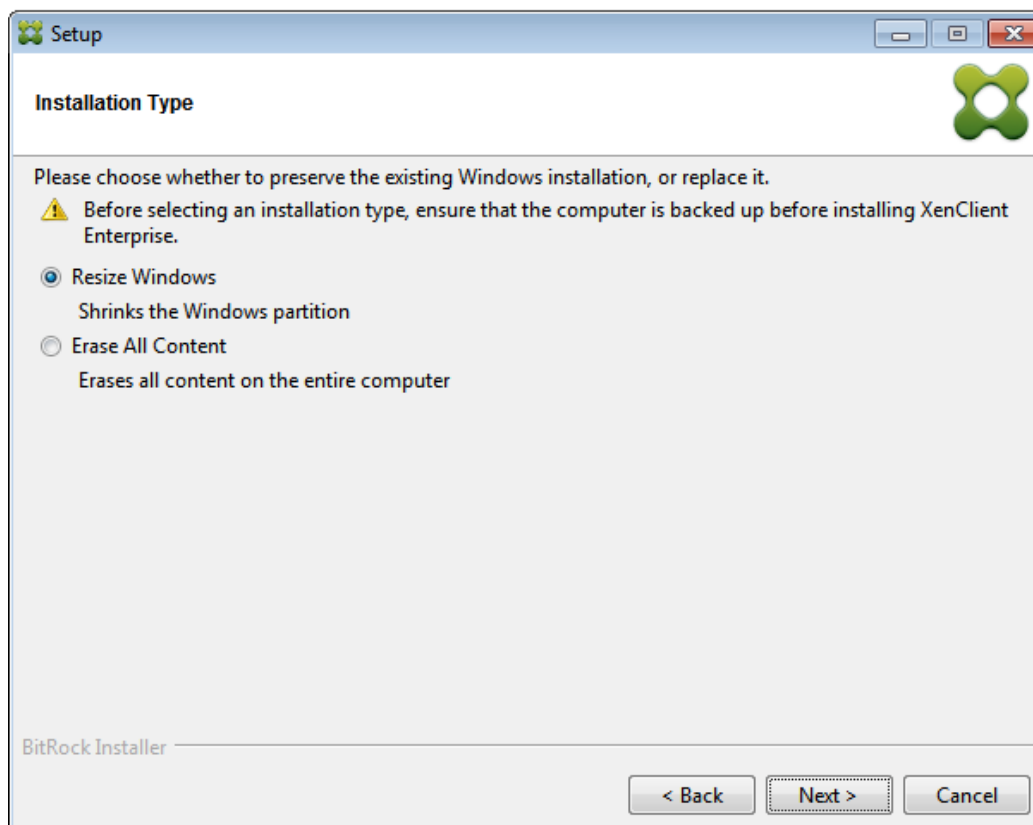 Setup
Installation Type
Please choose whether to preserve the existing Windows installation, or replace it.
Before selecting an installation type, ensure that the computer is backed up before installing XenClient
Enterprise.
Resize Windows
Shrinks the Windows partition
Erase All Content
Erases all content on the entire computer
BitRock Installer
< Back
Next >
Cancel